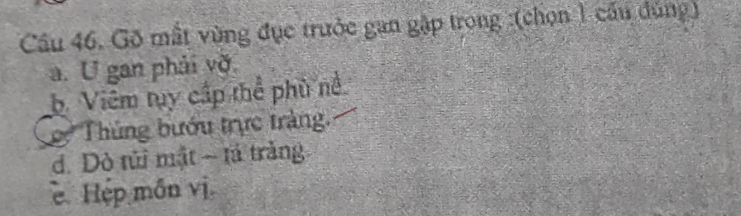 Câu 46. Gõ mất vùng đục trước gan gặp trong :(chọn 1 câu đúng)
a. U gan phải vỡ.
b. Viêm tụy cấp thể phù nề.
c. Thủng bướu trực tràng.
d. Dò túi mật – tá tràng
e. Hẹp môn vị.